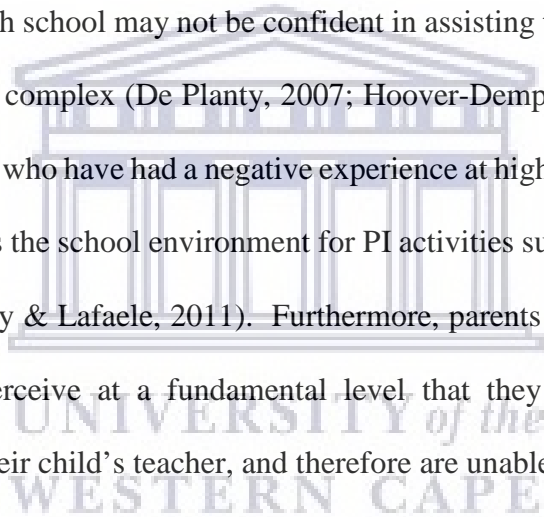 h school may not be confident in assisting
complex (De Planty, 2007; Hoover-Demp
who have had a negative experience at high
s the school environment for PI activities su
y & Lafaele, 2011). Furthermore, parents
erceive at a fundamental level that they
UNIVERSITY of the
eir child's teacher, and therefore are unable
WESTERN CAPE